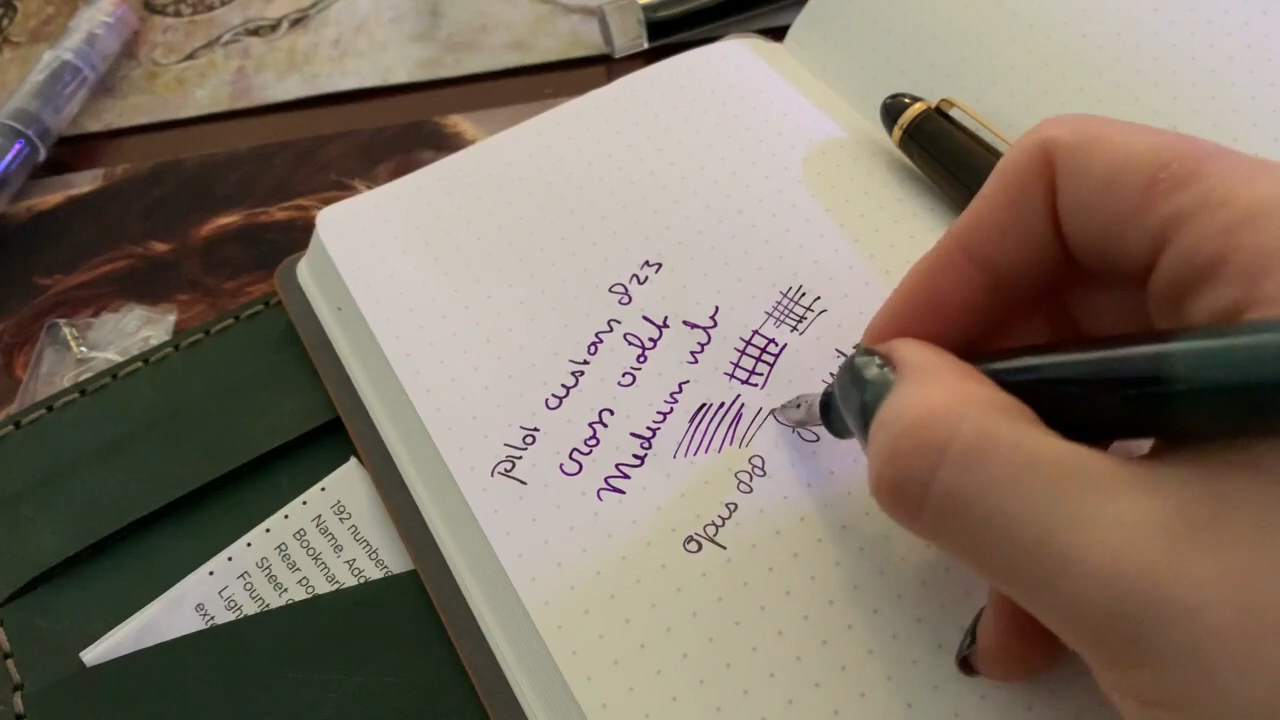 Pilot custom 823
cross violet
Medium nib
Opus 88
192 numbere
Name, Add
Bookmar
Rear po
Sheet
Fount
Ligh
exte